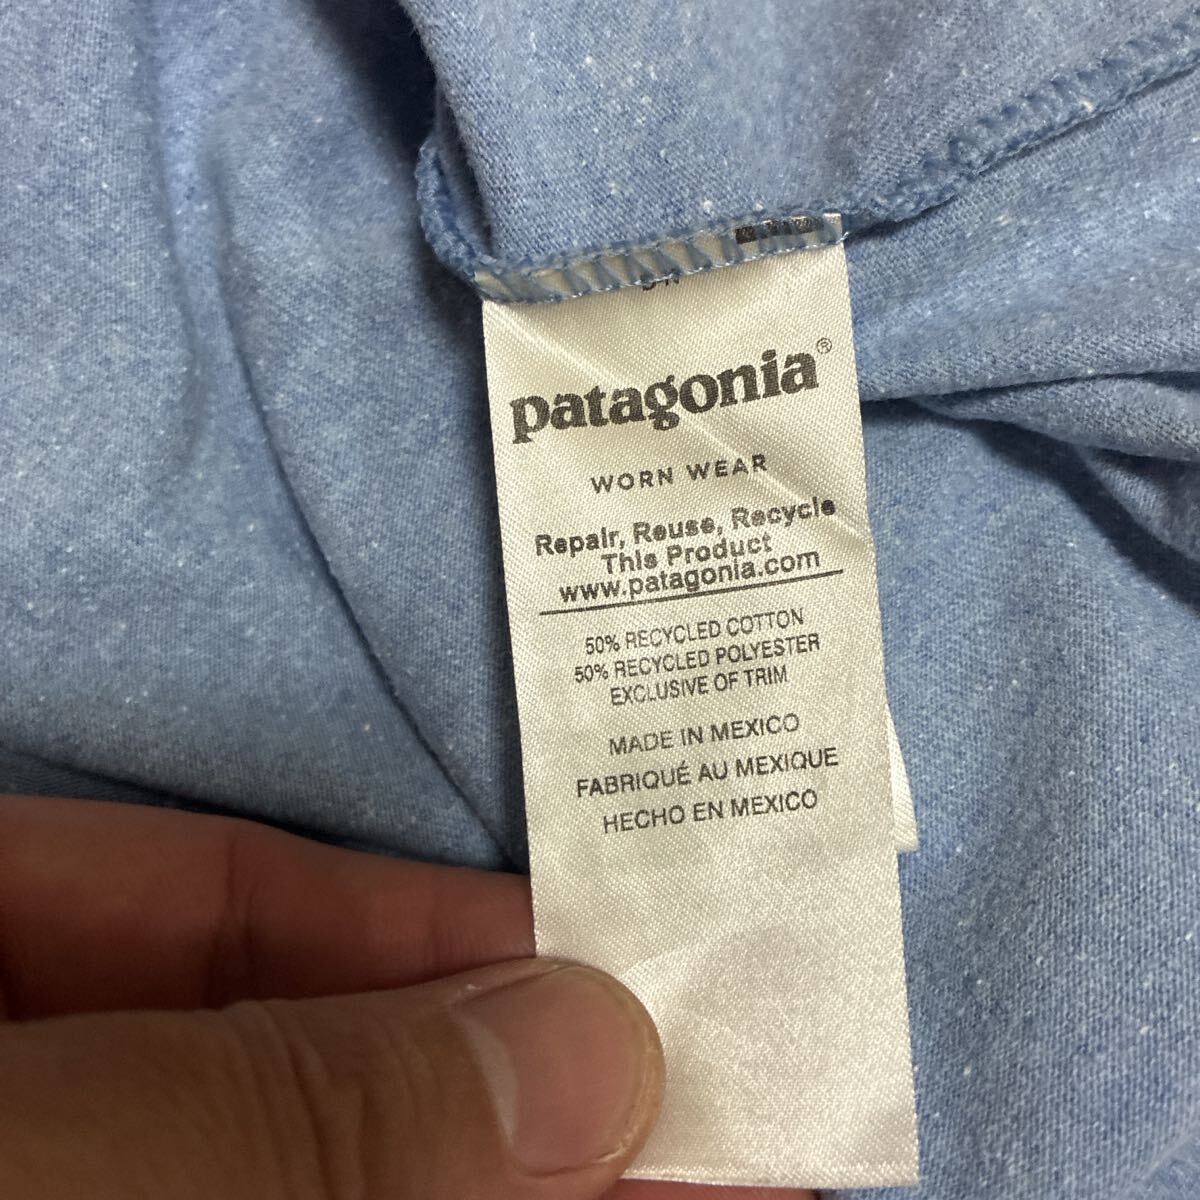 patagonia®
WORN WEAR
Repair, Reuse, Recycle
This Product
www.patagonia.com
50% RECYCLED COTTON
50% RECYCLED POLYESTER
EXCLUSIVE OF TRIM
MADE IN MEXICO
FABRIQUÉ AU MEXIQUE
HECHO EN MEXICO